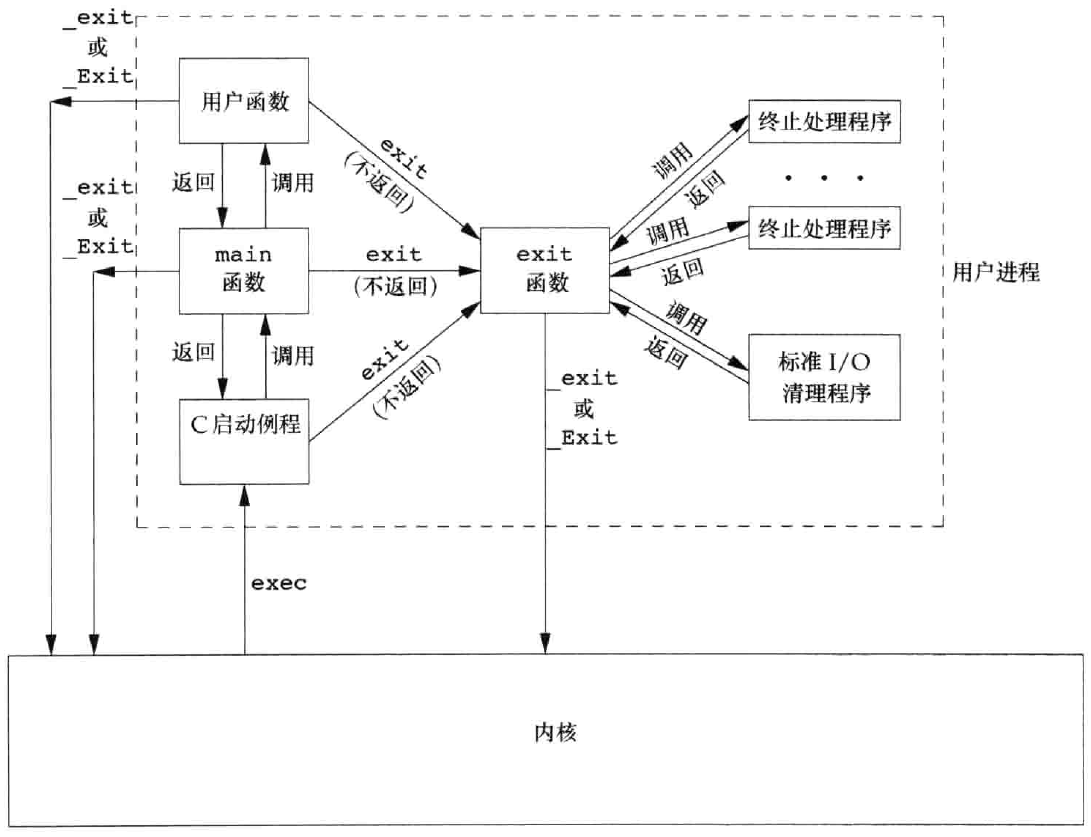 _exit
或
_Exit
用户函数
终止处理程序
exit
(不返回)
调用
返回
. . .
_exit
或
_Exit
返回
调用
终止处理程序
调用
返回
main
函数
exit
(不返回)
exit
函数
用户进程
返回
调用
exit
(不返回)
调用
返回
标准 I/O
清理程序
_exit
或
_Exit
C启动例程
exec
内核